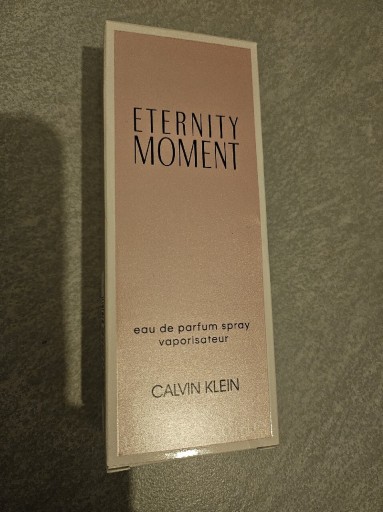 ETERNITY
MOMENT
eau de parfum spray
vaporisateur
CALVIN KLEIN